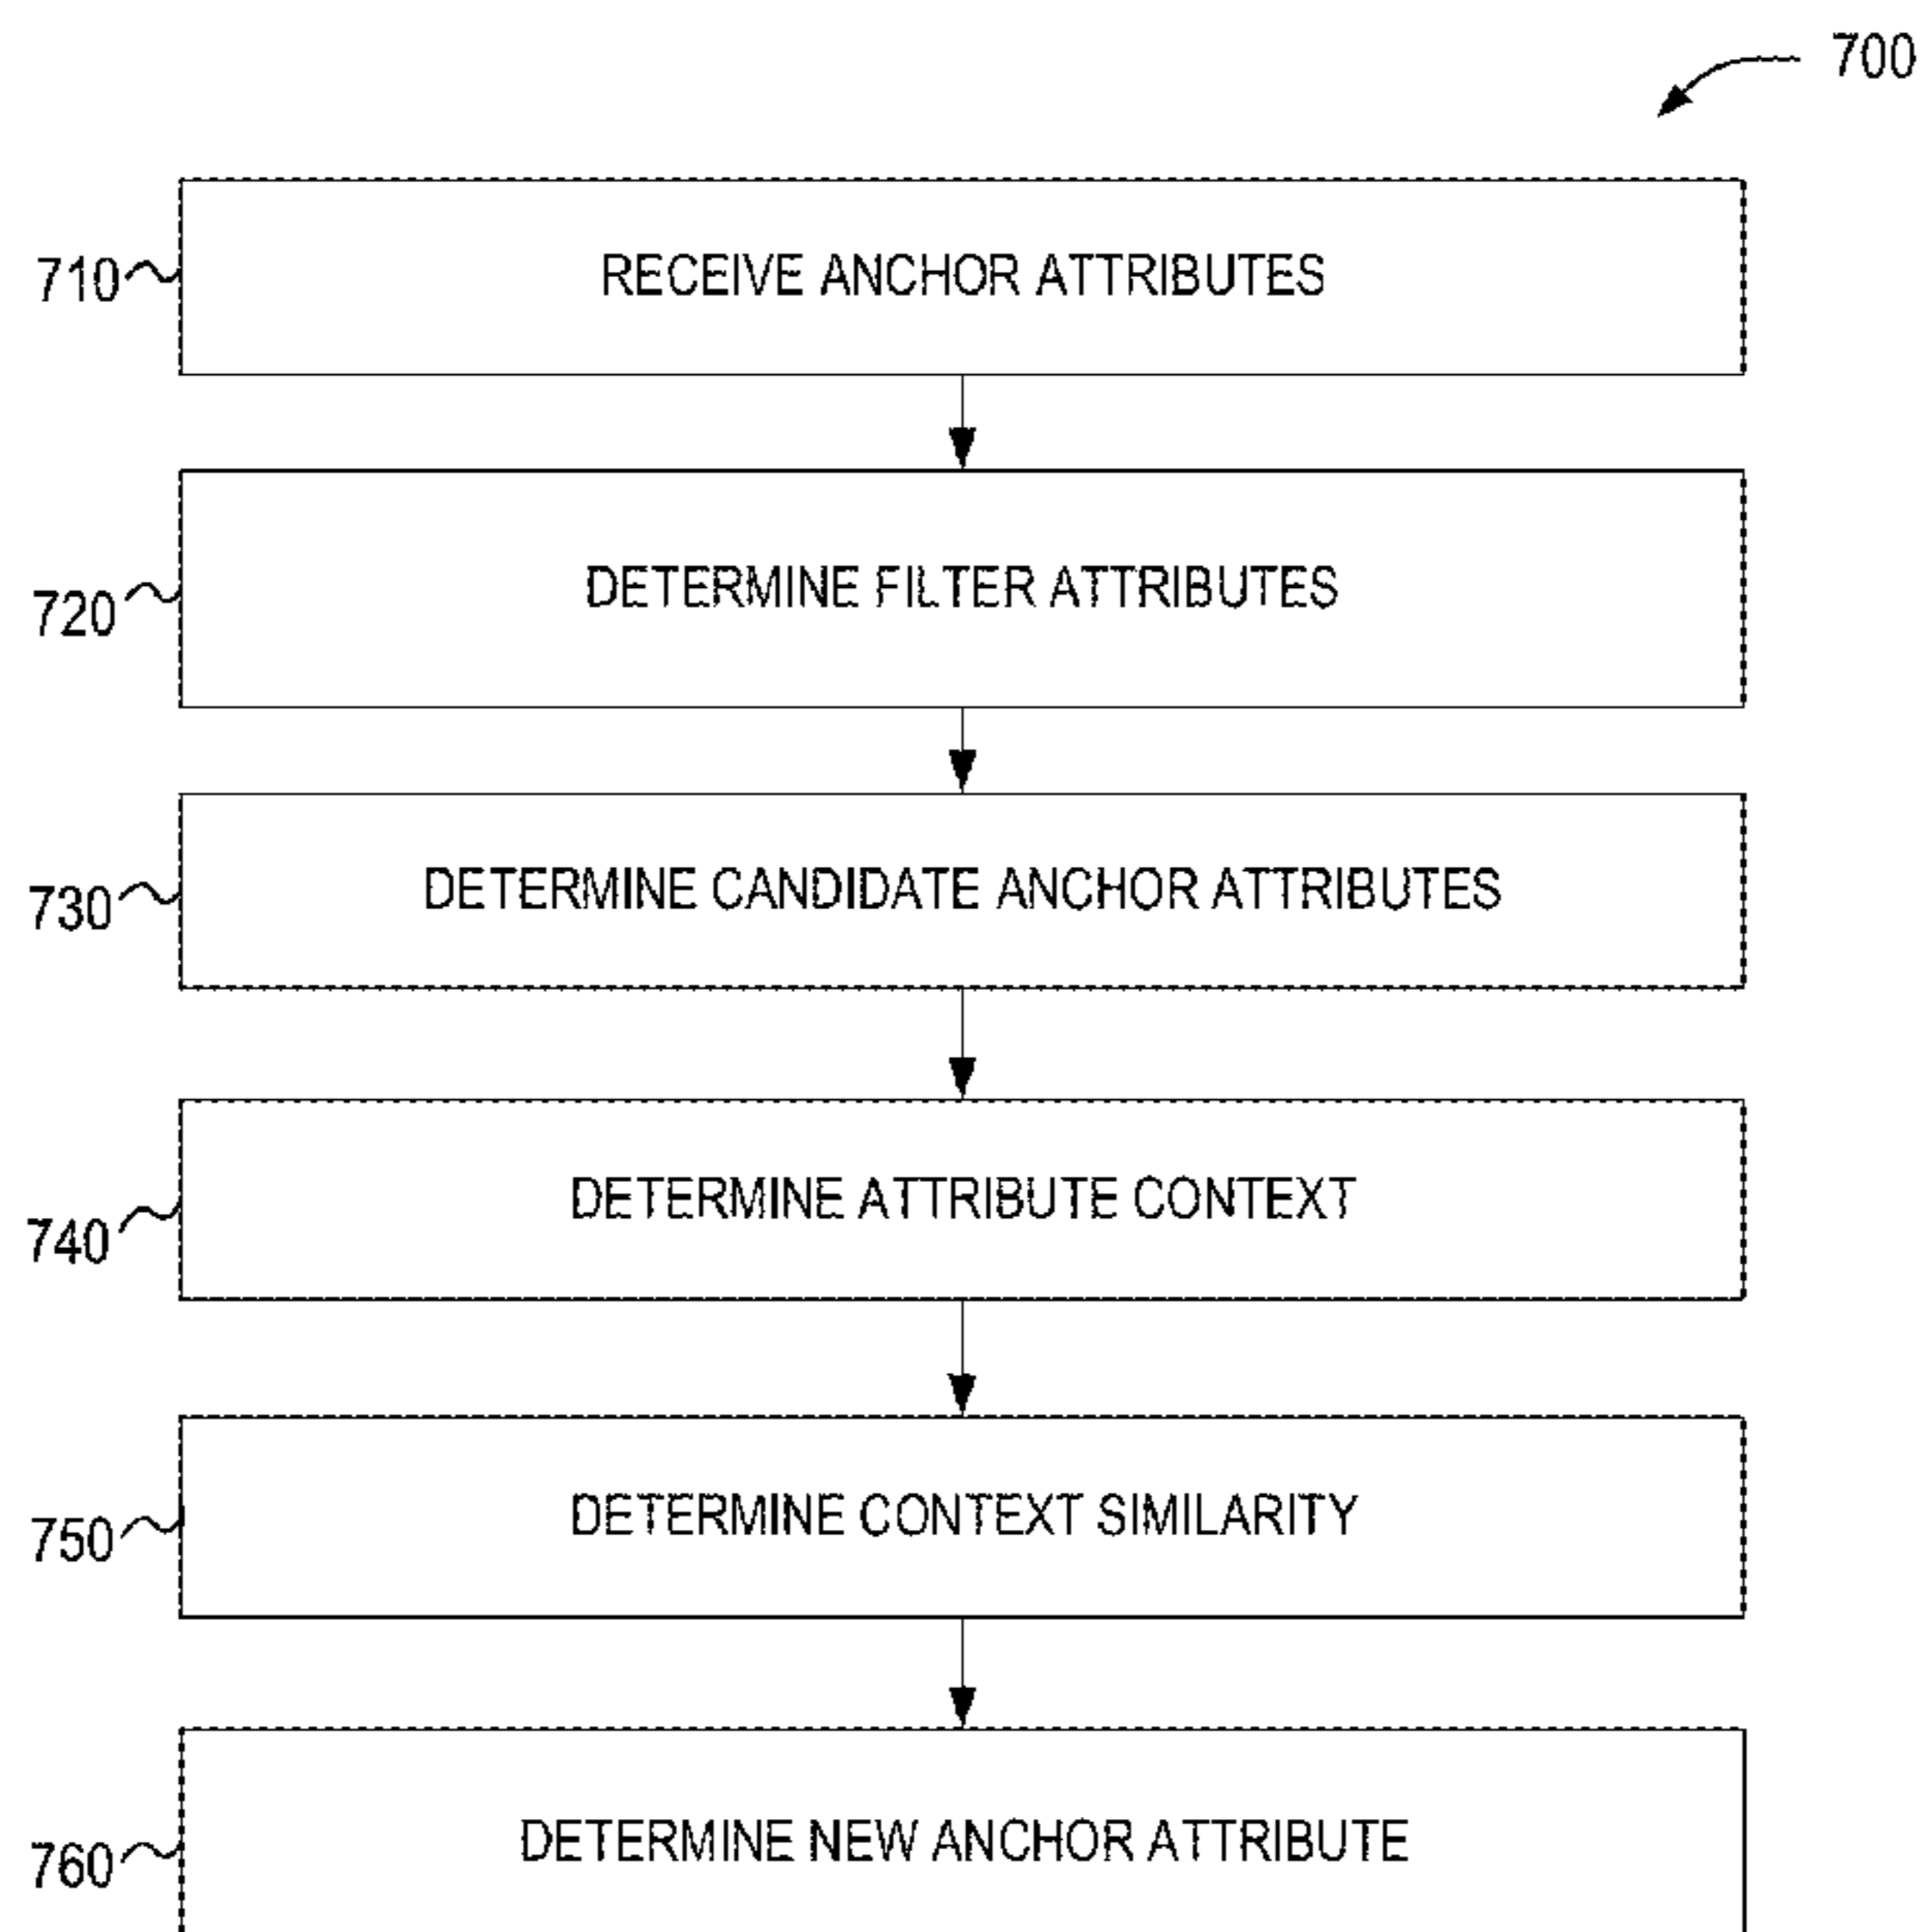 700
710 RECEIVE ANCHOR ATTRIBUTES
720 DETERMINE FILTER ATTRIBUTES
730 DETERMINE CANDIDATE ANCHOR ATTRIBUTES
740 DETERMINE ATTRIBUTE CONTEXT
750 DETERMINE CONTEXT SIMILARITY
760 DETERMINE NEW ANCHOR ATTRIBUTE